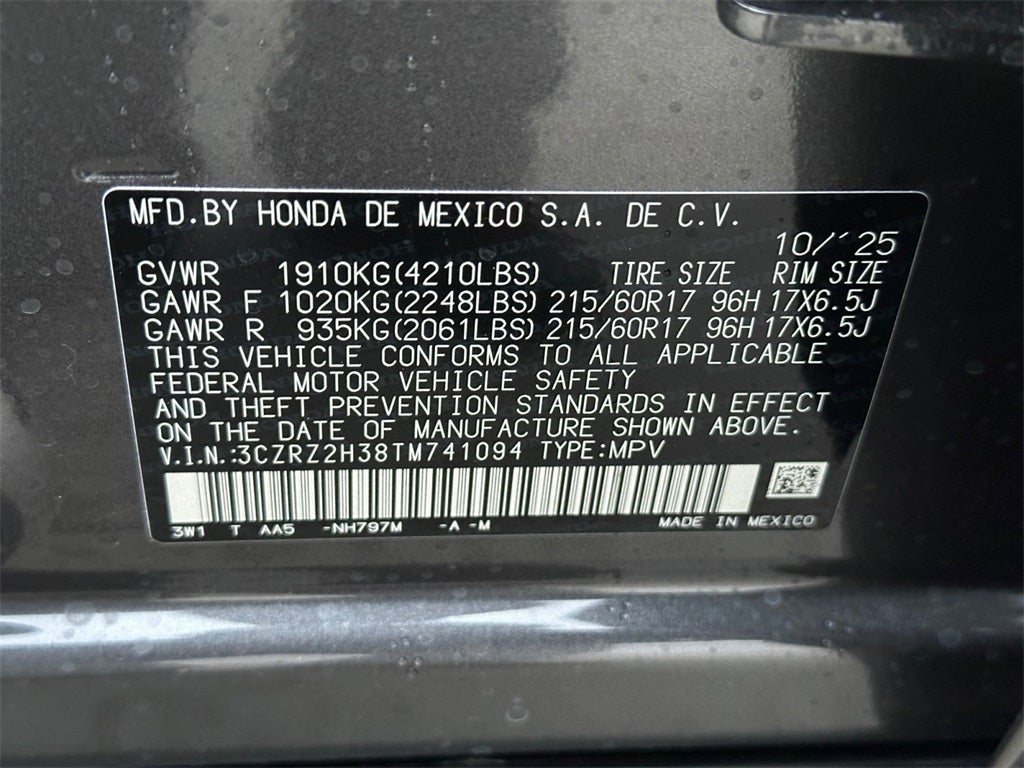 MFD.BY HONDA DE MEXICO S.A. DE C.V.
10/´25
GVWR 1910KG(4210LBS) TIRE SIZE RIM SIZE
GAWR F 1020KG(2248LBS) 215/60R17 96H 17X6.5J
GAWR R 935KG(2061LBS) 215/60R17 96H 17X6.5J
THIS VEHICLE CONFORMS TO ALL APPLICABLE
FEDERAL MOTOR VEHICLE SAFETY
AND THEFT PREVENTION STANDARDS IN EFFECT
ON THE DATE OF MANUFACTURE SHOWN ABOVE.
V.I.N.:3CZRZ2H38TM741094 TYPE:MPV
3W1 T AA5 -NH797M -A -M MADE IN MEXICO